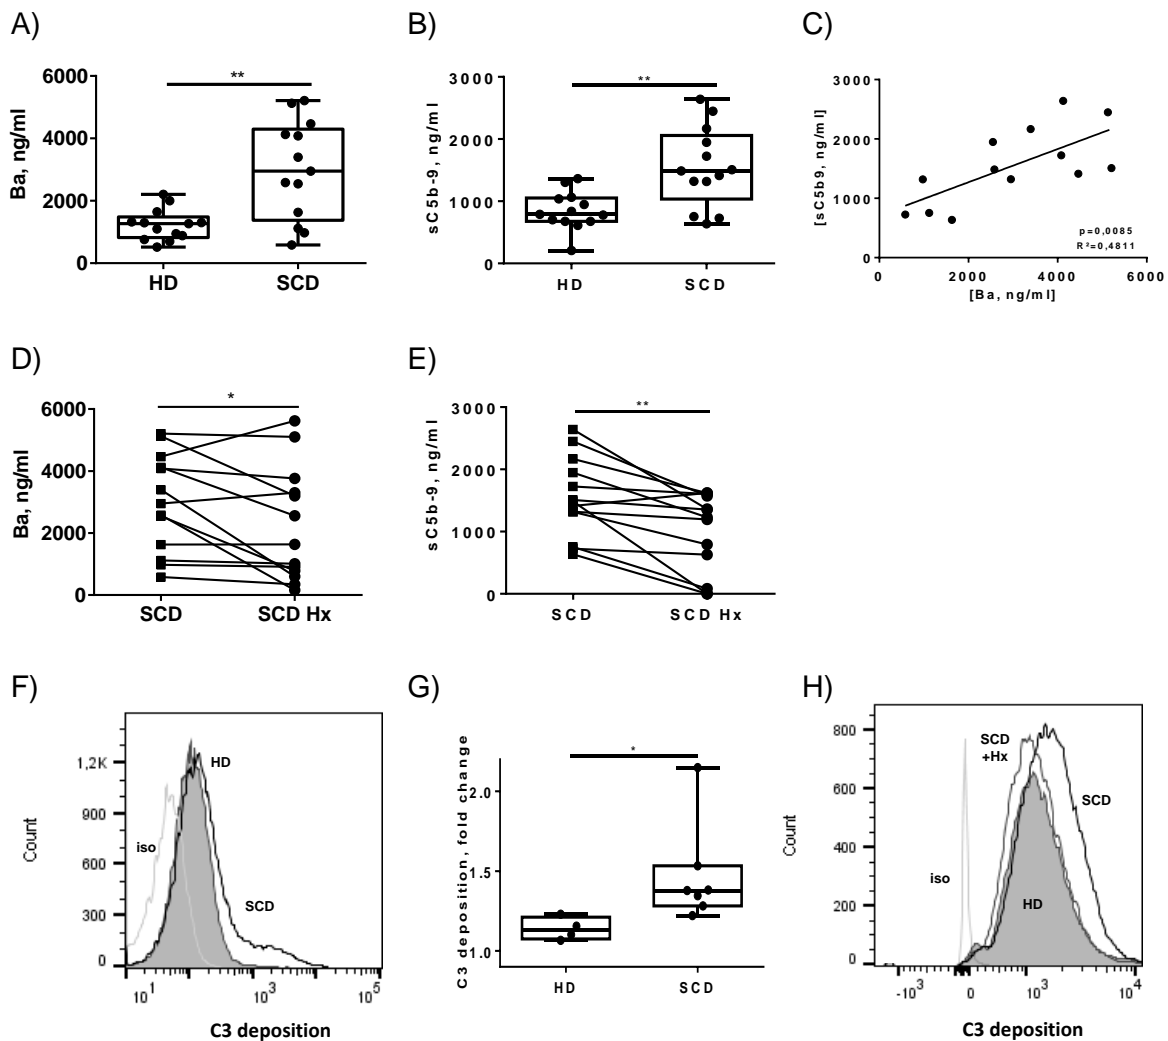 A)
Ba, ng/ml
6000
4000
2000
0
**
HD
SCD
B)
sC5b-9, ng/ml
3000
2000
1000
0
**
HD
SCD
C)
[sC5b9, ng/ml]
3000
2000
1000
0
p=0,0085
R²=0,4811
0
2000
4000
6000
[Ba, ng/ml]
D)
Ba, ng/ml
6000
4000
2000
0
*
SCD
SCD Hx
E)
sC5b-9, ng/ml
3000
2000
1000
0
**
SCD
SCD Hx
F)
Count
1,2K
900
600
300
0
HD
iso
SCD
10¹
10³
10⁵
C3 deposition
G)
C3 deposition, fold change
2.0
1.5
1.0
*
HD
SCD
H)
Count
800
600
400
200
0
SCD
+Hx
SCD
iso
HD
-10³
0
10³
10⁴
C3 deposition